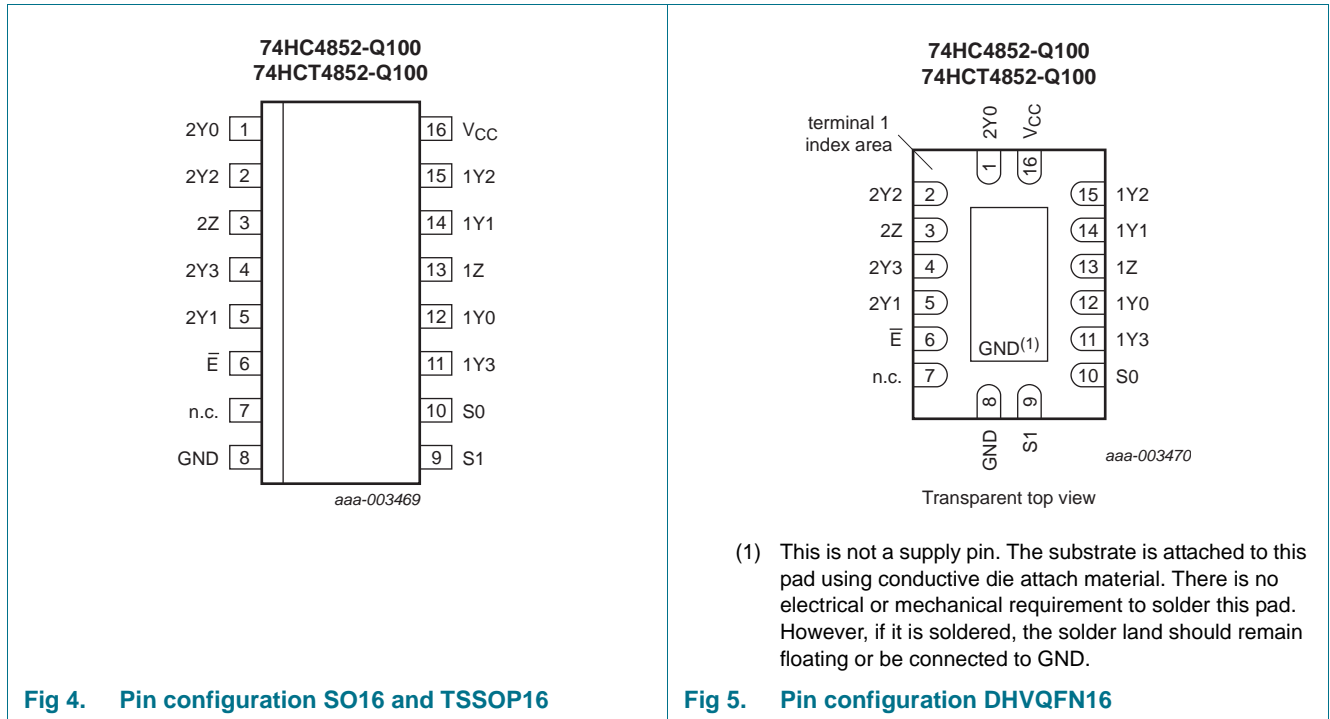 74HC4852-Q100
74HCT4852-Q100
2Y0 1 16 VCC
2Y2 2 15 1Y2
2Z 3 14 1Y1
2Y3 4 13 1Z
2Y1 5 12 1Y0
E̅ 6 11 1Y3
n.c. 7 10 S0
GND 8 9 S1
aaa-003469
Fig 4. Pin configuration SO16 and TSSOP16
74HC4852-Q100
74HCT4852-Q100
terminal 1
index area
2Y0 VCC
1 16
2Y2 2 15 1Y2
2Z 3 14 1Y1
2Y3 4 13 1Z
2Y1 5 12 1Y0
E̅ 6 11 1Y3
GND(1)
n.c. 7 10 S0
8 9
GND S1
aaa-003470
Transparent top view
(1) This is not a supply pin. The substrate is attached to this
pad using conductive die attach material. There is no
electrical or mechanical requirement to solder this pad.
However, if it is soldered, the solder land should remain
floating or be connected to GND.
Fig 5. Pin configuration DHVQFN16